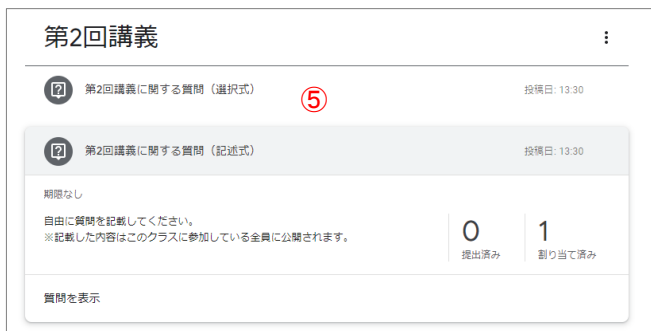 第2回講義
第2回講義に関する質問（選択式）
⑤
投稿日: 13:30
第2回講義に関する質問（記述式）
投稿日: 13:30
期限なし
自由に質問を記載してください。
※記載した内容はこのクラスに参加している全員に公開されます。
0
提出済み
1
割り当て済み
質問を表示